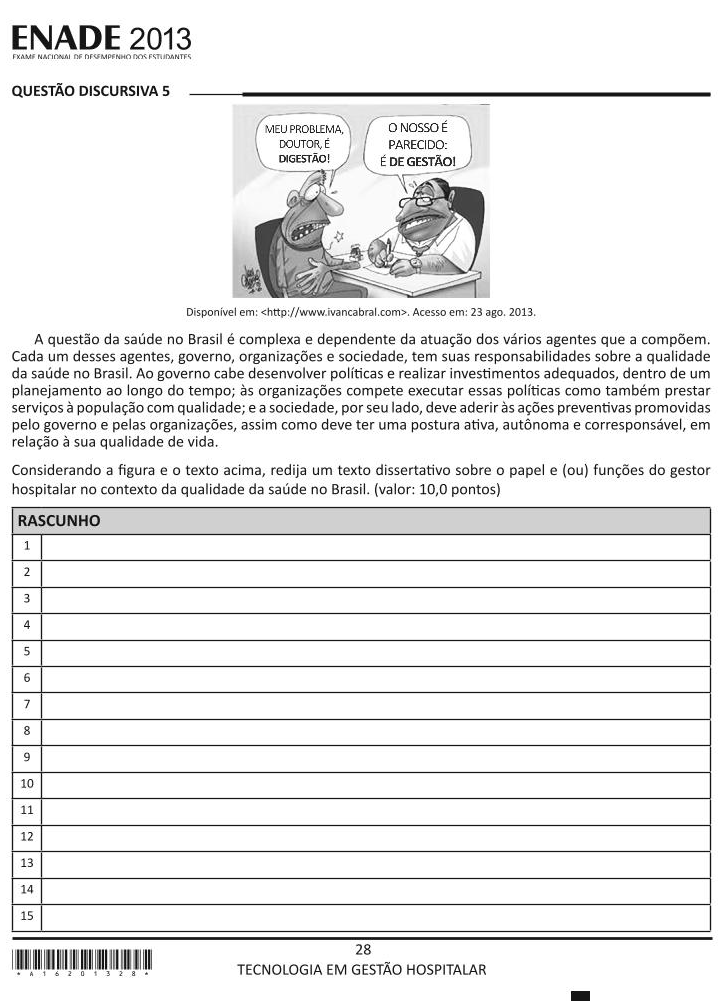 ENADE 2013
EXAME NACIONAL DE DESEMPENHO DOS ESTUDANTES
QUESTÃO DISCURSIVA 5
MEU PROBLEMA,
DOUTOR, É
DIGESTÃO!
O NOSSO É
PARECIDO:
É DE GESTÃO!
Disponível em: <http://www.ivancabral.com>. Acesso em: 23 ago. 2013.
A questão da saúde no Brasil é complexa e dependente da atuação dos vários agentes que a compõem.
Cada um desses agentes, governo, organizações e sociedade, tem suas responsabilidades sobre a qualidade
da saúde no Brasil. Ao governo cabe desenvolver políticas e realizar investimentos adequados, dentro de um
planejamento ao longo do tempo; às organizações compete executar essas políticas como também prestar
serviços à população com qualidade; e a sociedade, por seu lado, deve aderir às ações preventivas promovidas
pelo governo e pelas organizações, assim como deve ter uma postura ativa, autônoma e corresponsável, em
relação à sua qualidade de vida.
Considerando a figura e o texto acima, redija um texto dissertativo sobre o papel e (ou) funções do gestor
hospitalar no contexto da qualidade da saúde no Brasil. (valor: 10,0 pontos)
RASCUNHO
1
2
3
4
5
6
7
8
9
10
11
12
13
14
15
28
TECNOLOGIA EM GESTÃO HOSPITALAR
* A 1 6 2 0 1 3 2 8 *